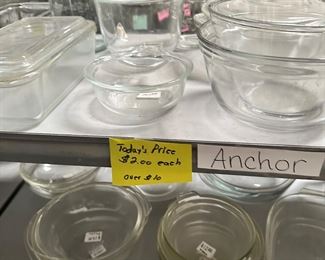 Today's Price
$2.00 each
over $10
Anchor